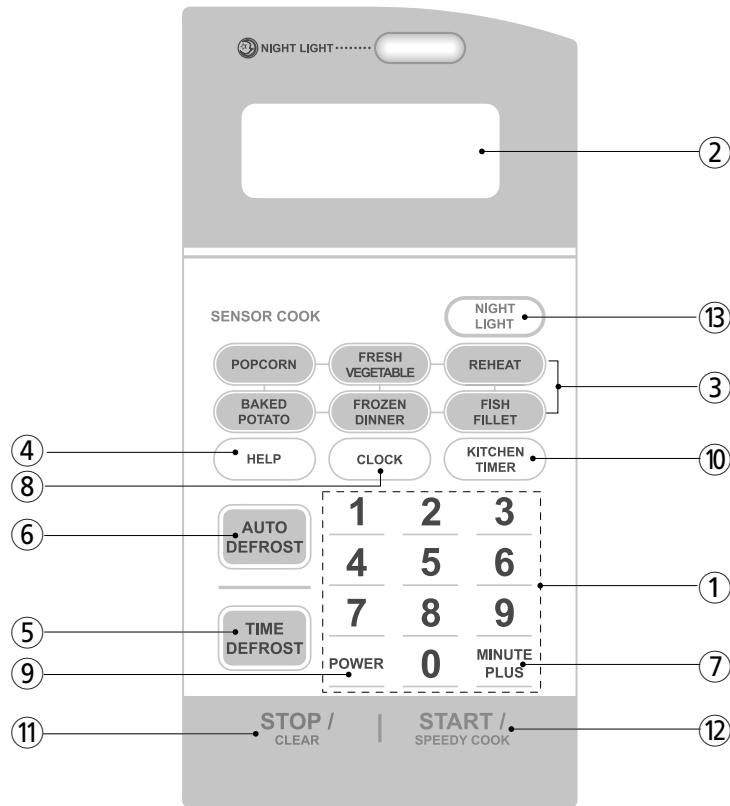 NIGHT LIGHT
②
SENSOR COOK
NIGHT
LIGHT
⑬
POPCORN
FRESH
VEGETABLE
REHEAT
③
BAKED
POTATO
FROZEN
DINNER
FISH
FILLET
④
HELP
CLOCK
KITCHEN
TIMER
⑩
⑧
⑥
AUTO
DEFROST
1 2 3
4 5 6
①
⑤
TIME
DEFROST
7 8 9
⑨
POWER
0
MINUTE
PLUS
⑦
⑪
STOP /
CLEAR
|
START /
SPEEDY COOK
⑫